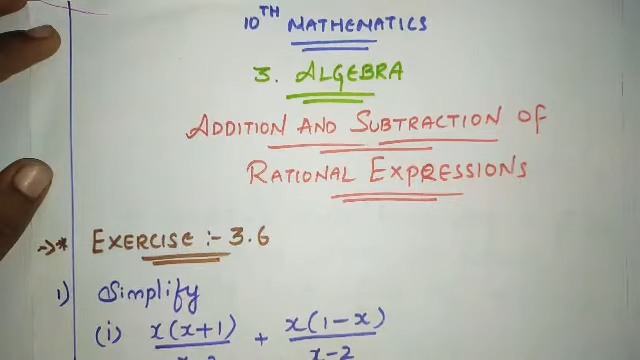 10TH MATHEMATICS
3. ALGEBRA
ADDITION AND SUBTRACTION OF
RATIONAL EXPRESSIONS
→* EXERCISE :- 3.6
1) Simplify
(i) x(x+1) + x(1-x)
x-2